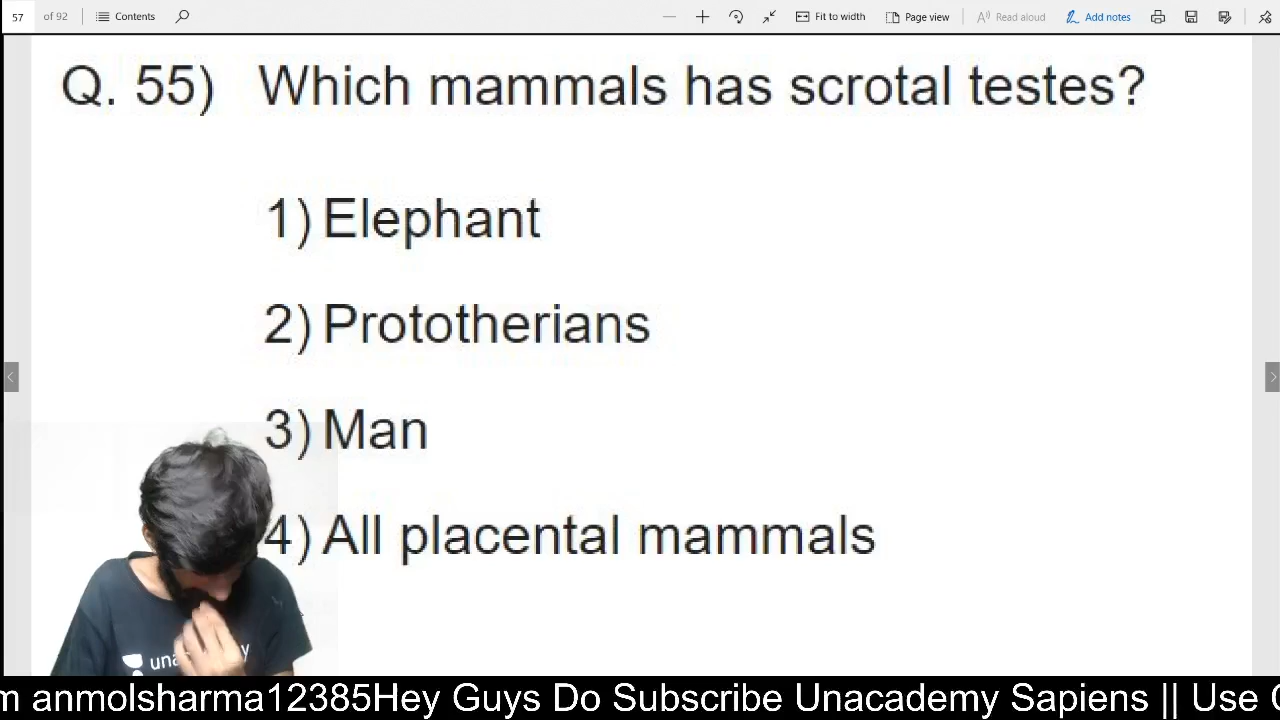 57 of 92 Contents Fit to width Page view Read aloud Add notes
Q. 55) Which mammals has scrotal testes?
1) Elephant
2) Prototherians
3) Man
4) All placental mammals
una y
m anmolsharma12385Hey Guys Do Subscribe Unacademy Sapiens || Use C